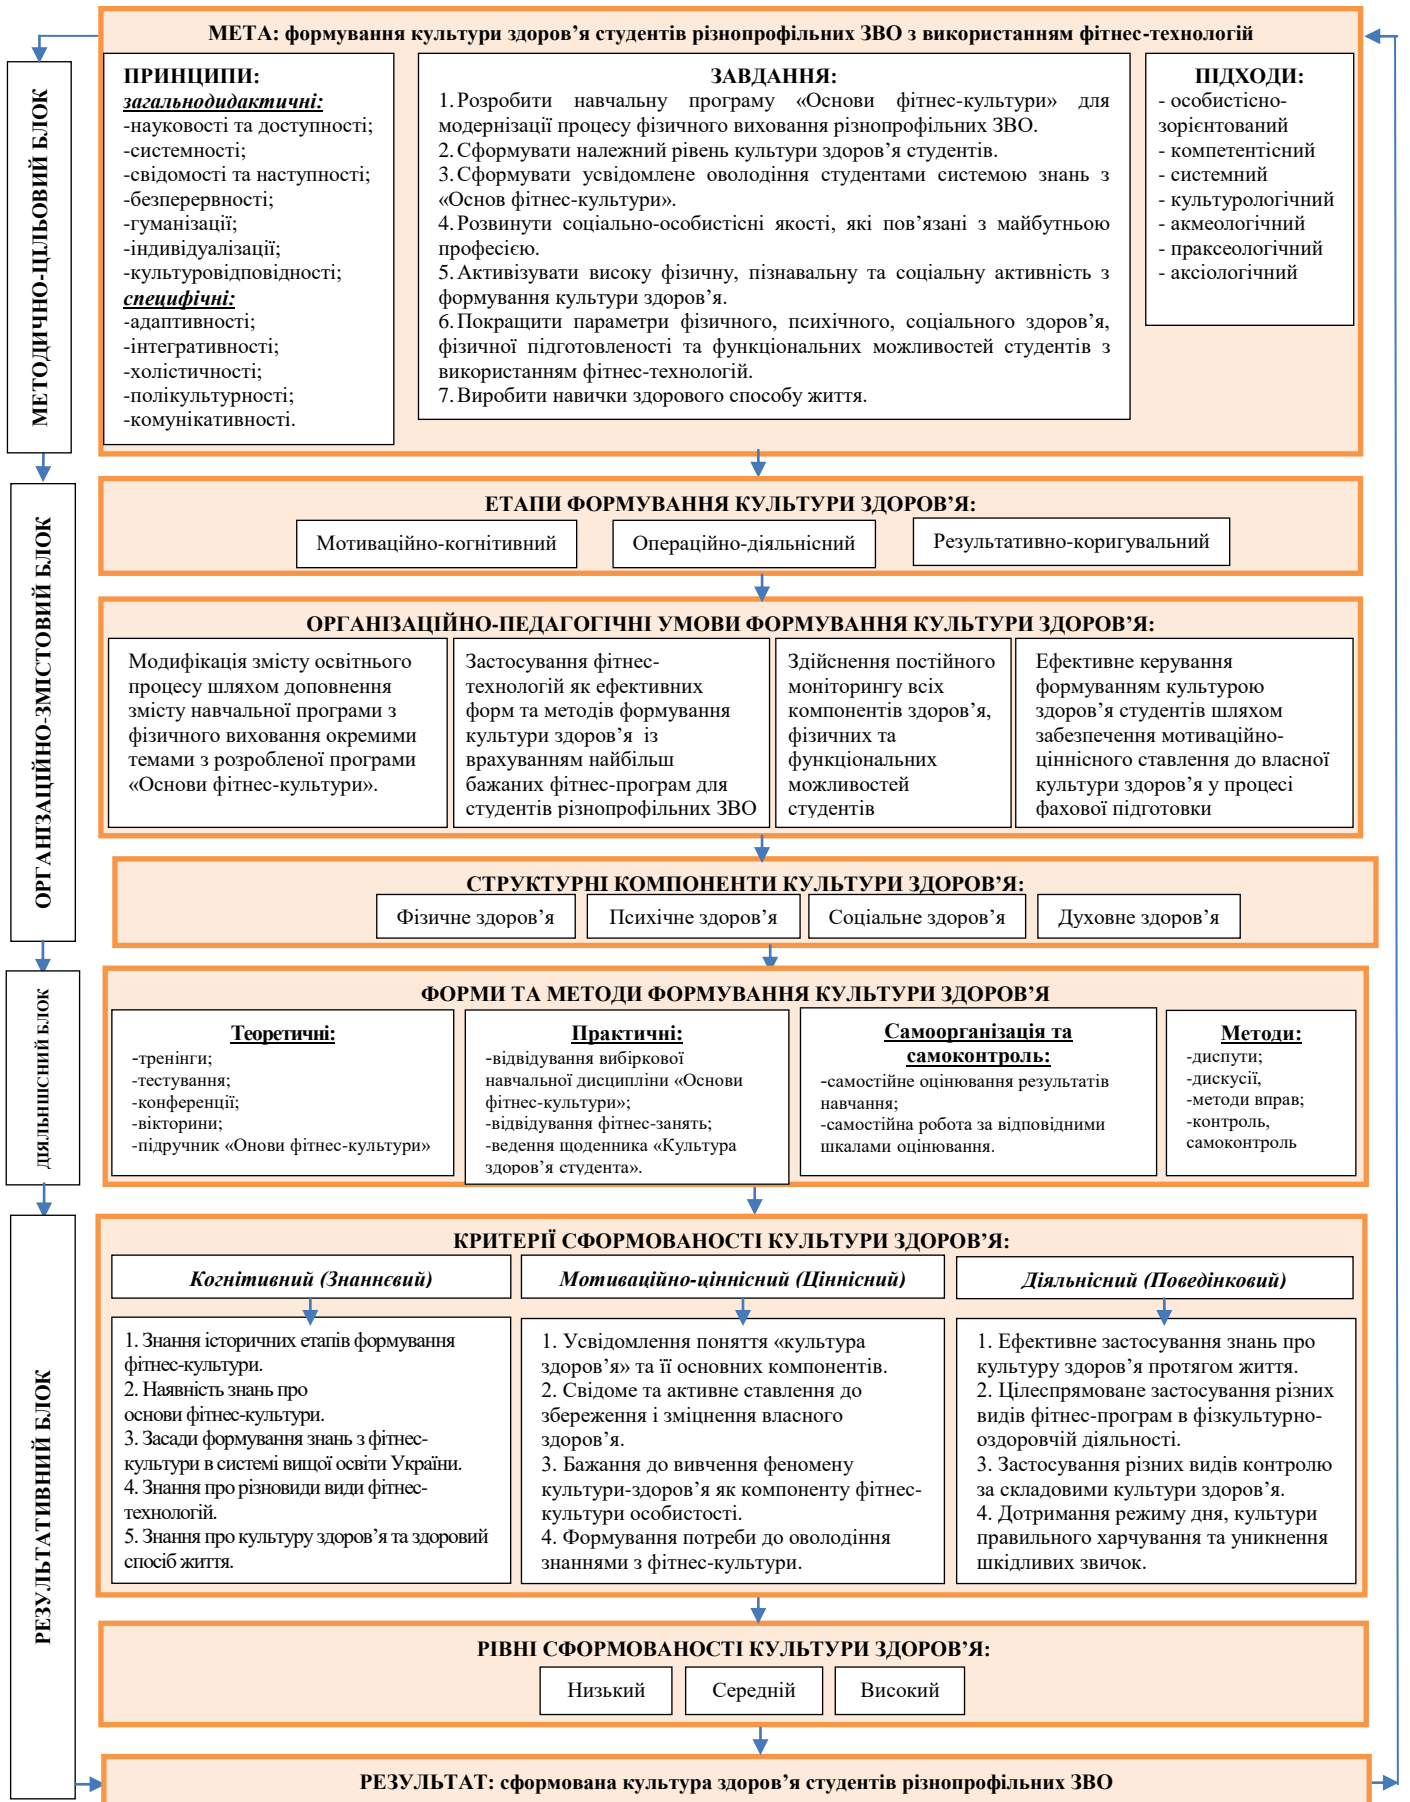 МЕТА: формування культури здоров’я студентів різнопрофільних ЗВО з використанням фітнес-технологій
МЕТОДИЧНО-ЦІЛЬОВИЙ БЛОК
ПРИНЦИПИ:
загальнодидактичні:
-науковості та доступності;
-системності;
-свідомості та наступності;
-безперервності;
-гуманізації;
-індивідуалізації;
-культуровідповідності;
специфічні:
-адаптивності;
-інтегративності;
-холістичності;
-полікультурності;
-комунікативності.
ЗАВДАННЯ:
1. Розробити навчальну програму «Основи фітнес-культури» для
модернізації процесу фізичного виховання різнопрофільних ЗВО.
2. Сформувати належний рівень культури здоров’я студентів.
3. Сформувати усвідомлене оволодіння студентами системою знань з
«Основ фітнес-культури».
4. Розвинути соціально-особистісні якості, які пов’язані з майбутньою
професією.
5. Активізувати високу фізичну, пізнавальну та соціальну активність з
формування культури здоров’я.
6. Покращити параметри фізичного, психічного, соціального здоров’я,
фізичної підготовленості та функціональних можливостей студентів з
використанням фітнес-технологій.
7. Виробити навички здорового способу життя.
ПІДХОДИ:
- особистісно-
зорієнтований
- компетентісний
- системний
- культурологічний
- акмеологічний
- праксеологічний
- аксіологічний
ОРГАНІЗАЦІЙНО-ЗМІСТОВИЙ БЛОК
ЕТАПИ ФОРМУВАННЯ КУЛЬТУРИ ЗДОРОВ’Я:
Мотиваційно-когнітивний
Операційно-діяльнісний
Результативно-коригувальний
ОРГАНІЗАЦІЙНО-ПЕДАГОГІЧНІ УМОВИ ФОРМУВАННЯ КУЛЬТУРИ ЗДОРОВ’Я:
Модифікація змісту освітнього
процесу шляхом доповнення
змісту навчальної програми з
фізичного виховання окремими
темами з розробленої програми
«Основи фітнес-культури».
Застосування фітнес-
технологій як ефективних
форм та методів формування
культури здоров’я із
врахуванням найбільш
бажаних фітнес-програм для
студентів різнопрофільних ЗВО
Здійснення постійного
моніторингу всіх
компонентів здоров’я,
фізичних та
функціональних
можливостей
студентів
Ефективне керування
формуванням культурою
здоров’я студентів шляхом
забезпечення мотиваційно-
ціннісного ставлення до власної
культури здоров’я у процесі
фахової підготовки
СТРУКТУРНІ КОМПОНЕНТИ КУЛЬТУРИ ЗДОРОВ’Я:
Фізичне здоров’я
Психічне здоров’я
Соціальне здоров’я
Духовне здоров’я
ДІЯЛЬНІСНИЙ БЛОК
ФОРМИ ТА МЕТОДИ ФОРМУВАННЯ КУЛЬТУРИ ЗДОРОВ’Я
Теоретичні:
-тренінги;
-тестування;
-конференції;
-вікторини;
-підручник «Онови фітнес-культури»
Практичні:
-відвідування вибіркової
навчальної дисципліни «Основи
фітнес-культури»;
-відвідування фітнес-занять;
-ведення щоденника «Культура
здоров’я студента».
Самоорганізація та
самоконтроль:
-самостійне оцінювання результатів
навчання;
-самостійна робота за відповідними
шкалами оцінювання.
Методи:
-диспути;
-дискусії,
-методи вправ;
-контроль,
самоконтроль
РЕЗУЛЬТАТИВНИЙ БЛОК
КРИТЕРІЇ СФОРМОВАНОСТІ КУЛЬТУРИ ЗДОРОВ’Я:
Когнітивний (Знаннєвий)
Мотиваційно-ціннісний (Ціннісний)
Діяльнісний (Поведінковий)
1. Знання історичних етапів формування
фітнес-культури.
2. Наявність знань про
основи фітнес-культури.
3. Засади формування знань з фітнес-
культури в системі вищої освіти України.
4. Знання про різновиди види фітнес-
технологій.
5. Знання про культуру здоров’я та здоровий
спосіб життя.
1. Усвідомлення поняття «культура
здоров’я» та її основних компонентів.
2. Свідоме та активне ставлення до
збереження і зміцнення власного
здоров’я.
3. Бажання до вивчення феномену
культури-здоров’я як компоненту фітнес-
культури особистості.
4. Формування потреби до оволодіння
знаннями з фітнес-культури.
1. Ефективне застосування знань про
культуру здоров’я протягом життя.
2. Цілеспрямоване застосування різних
видів фітнес-програм в фізкультурно-
оздоровчій діяльності.
3. Застосування різних видів контролю
за складовими культури здоров’я.
4. Дотримання режиму дня, культури
правильного харчування та уникнення
шкідливих звичок.
РІВНІ СФОРМОВАНОСТІ КУЛЬТУРИ ЗДОРОВ’Я:
Низький
Середній
Високий
РЕЗУЛЬТАТ: сформована культура здоров’я студентів різнопрофільних ЗВО